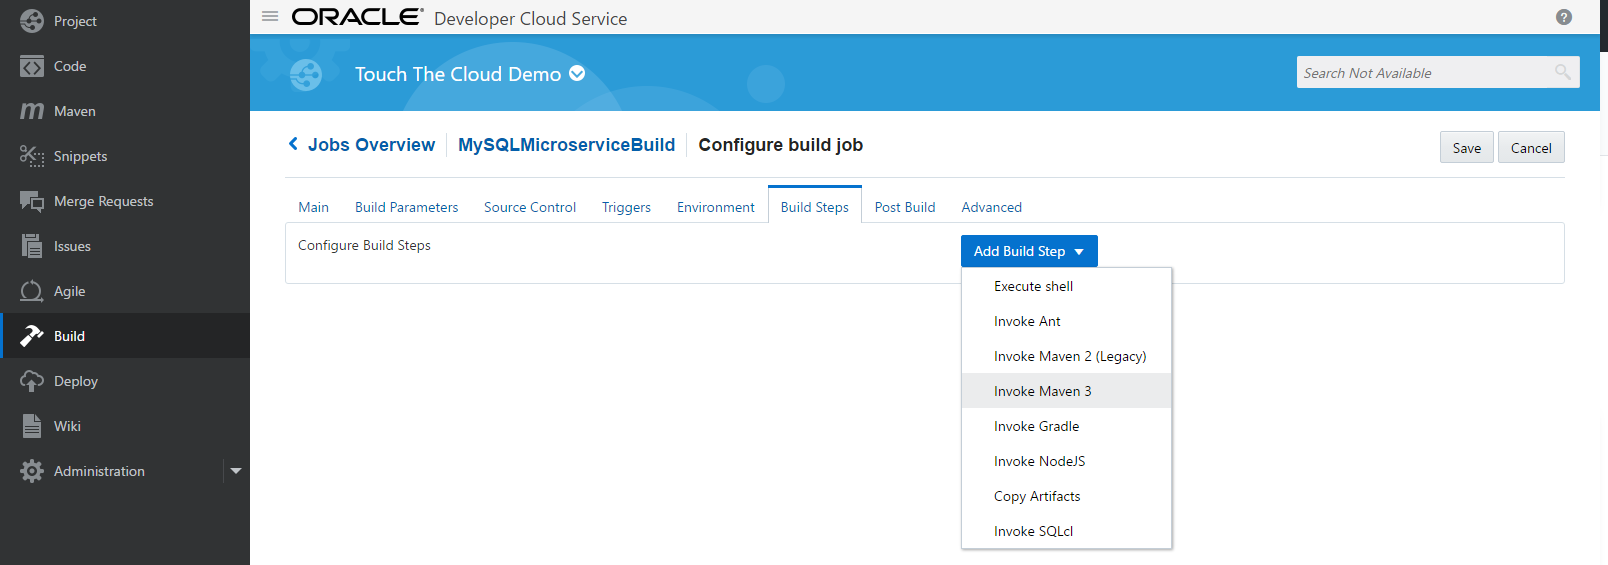 Project
Code
Maven
Snippets
Merge Requests
Issues
Agile
Build
Deploy
Wiki
Administration
ORACLE® Developer Cloud Service
?
Touch The Cloud Demo
Search Not Available
Jobs Overview MySQLMicroserviceBuild Configure build job
Save Cancel
Main Build Parameters Source Control Triggers Environment Build Steps Post Build Advanced
Configure Build Steps
Add Build Step
Execute shell
Invoke Ant
Invoke Maven 2 (Legacy)
Invoke Maven 3
Invoke Gradle
Invoke NodeJS
Copy Artifacts
Invoke SQLcl